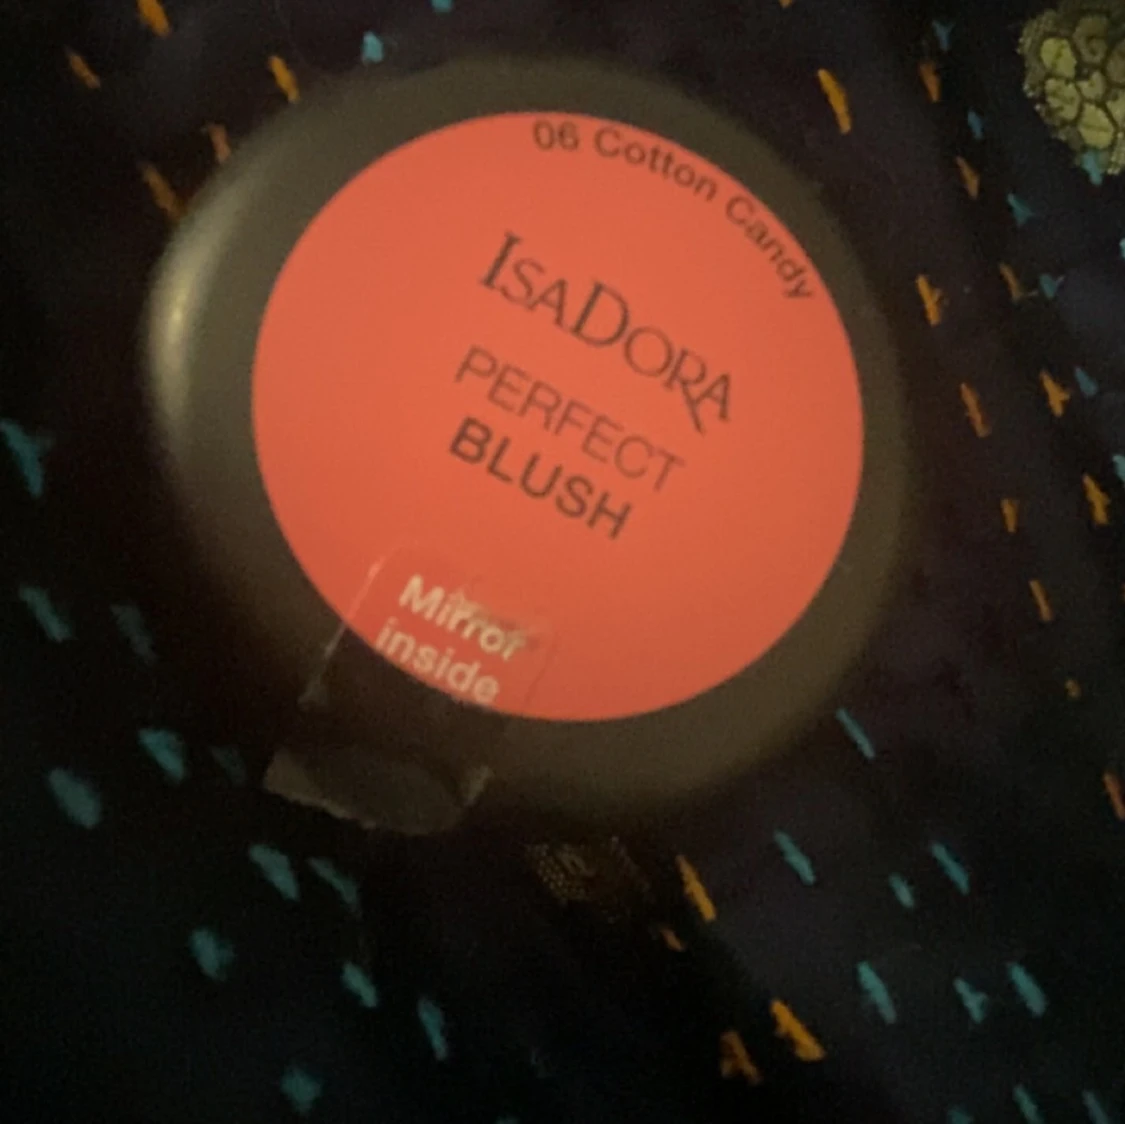 06 Cotton Candy
ISADORA
PERFECT
BLUSH
Mirror
inside